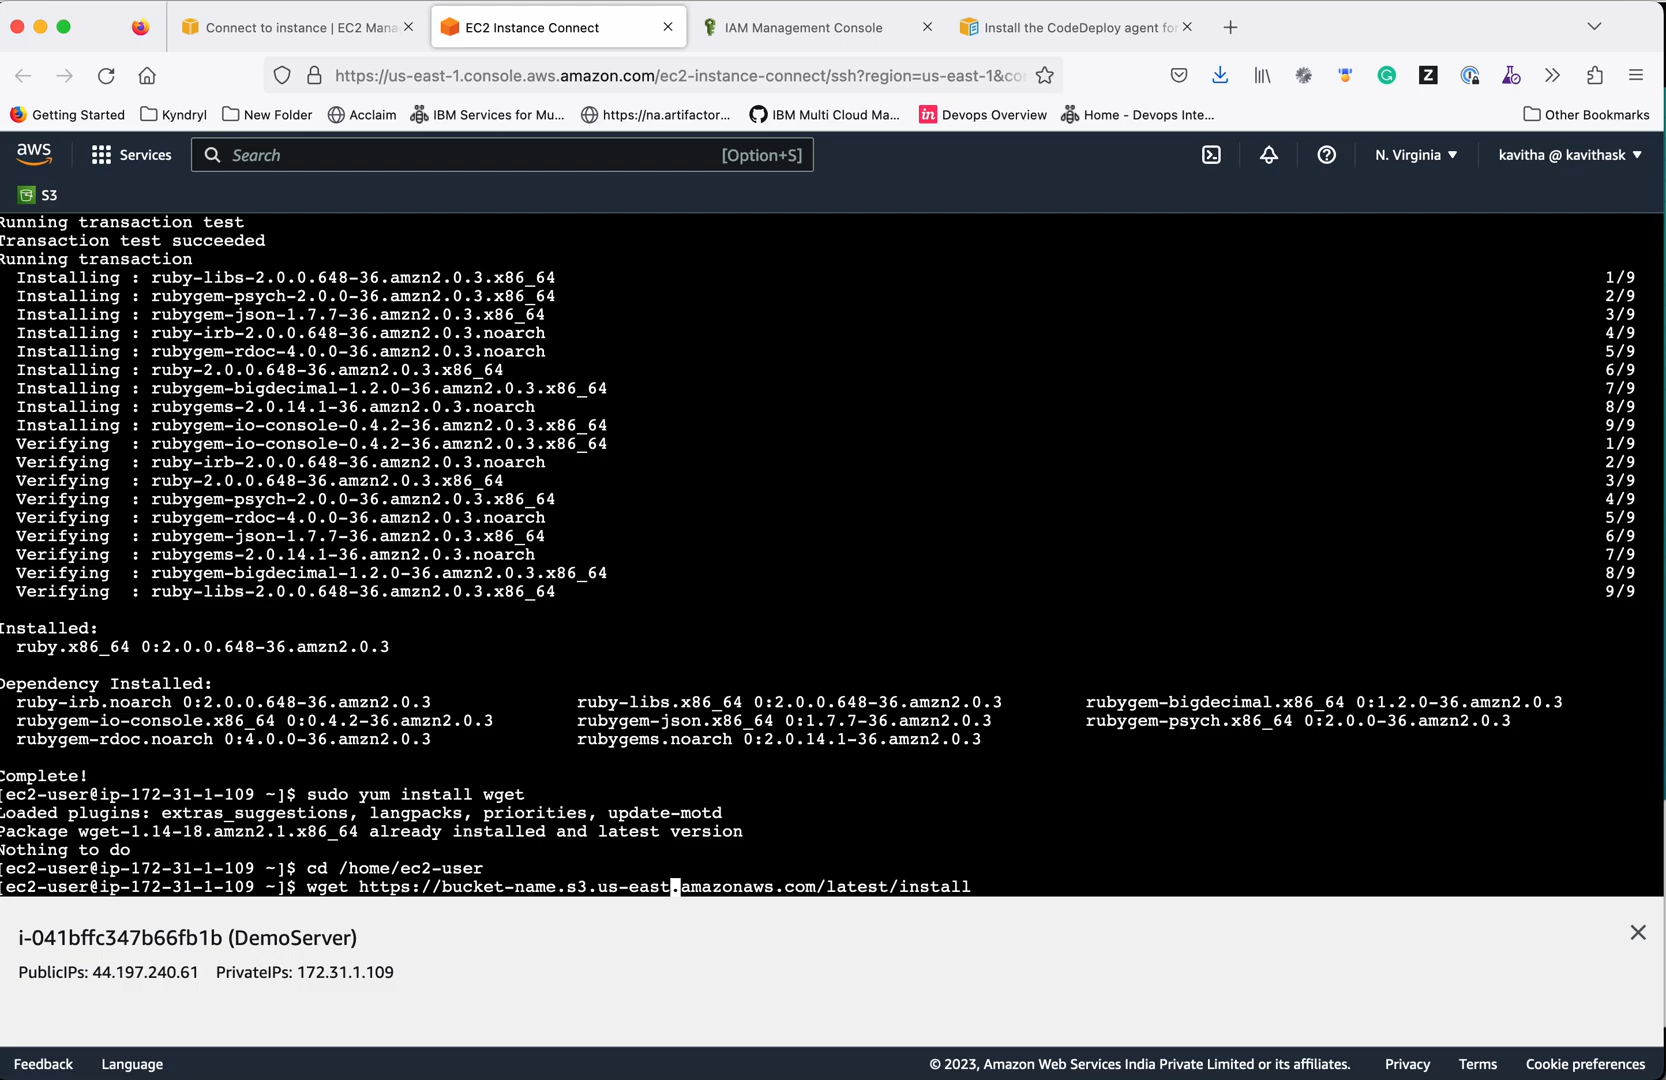 Connect to instance | EC2 Mana
EC2 Instance Connect
IAM Management Console
Install the CodeDeploy agent for
https://us-east-1.console.aws.amazon.com/ec2-instance-connect/ssh?region=us-east-1&co
Getting Started
Kyndryl
New Folder
Acclaim
IBM Services for Mu...
https://na.artifactor...
IBM Multi Cloud Ma...
in Devops Overview
Home - Devops Inte...
Other Bookmarks
aws
Services
Search
[Option+S]
N. Virginia
kavitha @ kavithask
S3
Running transaction test
Transaction test succeeded
Running transaction
Installing : ruby-libs-2.0.0.648-36.amzn2.0.3.x86_64 1/9
Installing : rubygem-psych-2.0.0-36.amzn2.0.3.x86_64 2/9
Installing : rubygem-json-1.7.7-36.amzn2.0.3.x86_64 3/9
Installing : ruby-irb-2.0.0.648-36.amzn2.0.3.noarch 4/9
Installing : rubygem-rdoc-4.0.0-36.amzn2.0.3.noarch 5/9
Installing : ruby-2.0.0.648-36.amzn2.0.3.x86_64 6/9
Installing : rubygem-bigdecimal-1.2.0-36.amzn2.0.3.x86_64 7/9
Installing : rubygems-2.0.14.1-36.amzn2.0.3.noarch 8/9
Installing : rubygem-io-console-0.4.2-36.amzn2.0.3.x86_64 9/9
Verifying : rubygem-io-console-0.4.2-36.amzn2.0.3.x86_64 1/9
Verifying : ruby-irb-2.0.0.648-36.amzn2.0.3.noarch 2/9
Verifying : ruby-2.0.0.648-36.amzn2.0.3.x86_64 3/9
Verifying : rubygem-psych-2.0.0-36.amzn2.0.3.x86_64 4/9
Verifying : rubygem-rdoc-4.0.0-36.amzn2.0.3.noarch 5/9
Verifying : rubygem-json-1.7.7-36.amzn2.0.3.x86_64 6/9
Verifying : rubygems-2.0.14.1-36.amzn2.0.3.noarch 7/9
Verifying : rubygem-bigdecimal-1.2.0-36.amzn2.0.3.x86_64 8/9
Verifying : ruby-libs-2.0.0.648-36.amzn2.0.3.x86_64 9/9
Installed:
ruby.x86_64 0:2.0.0.648-36.amzn2.0.3
Dependency Installed:
ruby-irb.noarch 0:2.0.0.648-36.amzn2.0.3 ruby-libs.x86_64 0:2.0.0.648-36.amzn2.0.3 rubygem-bigdecimal.x86_64 0:1.2.0-36.amzn2.0.3
rubygem-io-console.x86_64 0:0.4.2-36.amzn2.0.3 rubygem-json.x86_64 0:1.7.7-36.amzn2.0.3 rubygem-psych.x86_64 0:2.0.0-36.amzn2.0.3
rubygem-rdoc.noarch 0:4.0.0-36.amzn2.0.3 rubygems.noarch 0:2.0.14.1-36.amzn2.0.3
Complete!
[ec2-user@ip-172-31-1-109 ~]$ sudo yum install wget
Loaded plugins: extras_suggestions, langpacks, priorities, update-motd
Package wget-1.14-18.amzn2.1.x86_64 already installed and latest version
Nothing to do
[ec2-user@ip-172-31-1-109 ~]$ cd /home/ec2-user
[ec2-user@ip-172-31-1-109 ~]$ wget https://bucket-name.s3.us-east.amazonaws.com/latest/install
i-041bffc347b66fb1b (DemoServer)
PublicIPs: 44.197.240.61 PrivateIPs: 172.31.1.109
Feedback
Language
© 2023, Amazon Web Services India Private Limited or its affiliates.
Privacy
Terms
Cookie preferences